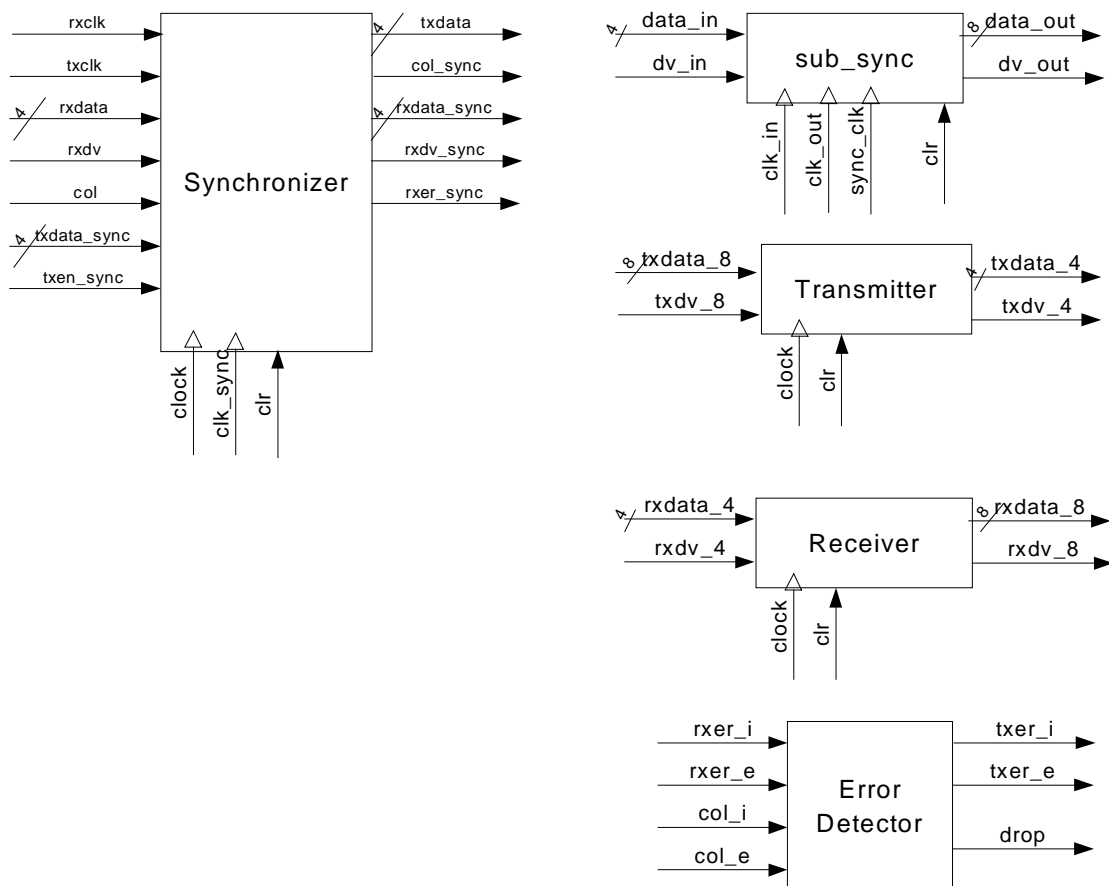 rxclk
txclk
4
rxdata
rxdv
col
4
txdata_sync
txen_sync
Synchronizer
4
txdata
col_sync
4
rxdata_sync
rxdv_sync
rxer_sync
clock
clk_sync
clr
4
data_in
dv_in
sub_sync
8
data_out
dv_out
clk_in
clk_out
sync_clk
clr
8
txdata_8
txdv_8
Transmitter
4
txdata_4
txdv_4
clock
clr
4
rxdata_4
rxdv_4
Receiver
8
rxdata_8
rxdv_8
clock
clr
rxer_i
rxer_e
col_i
col_e
Error
Detector
txer_i
txer_e
drop